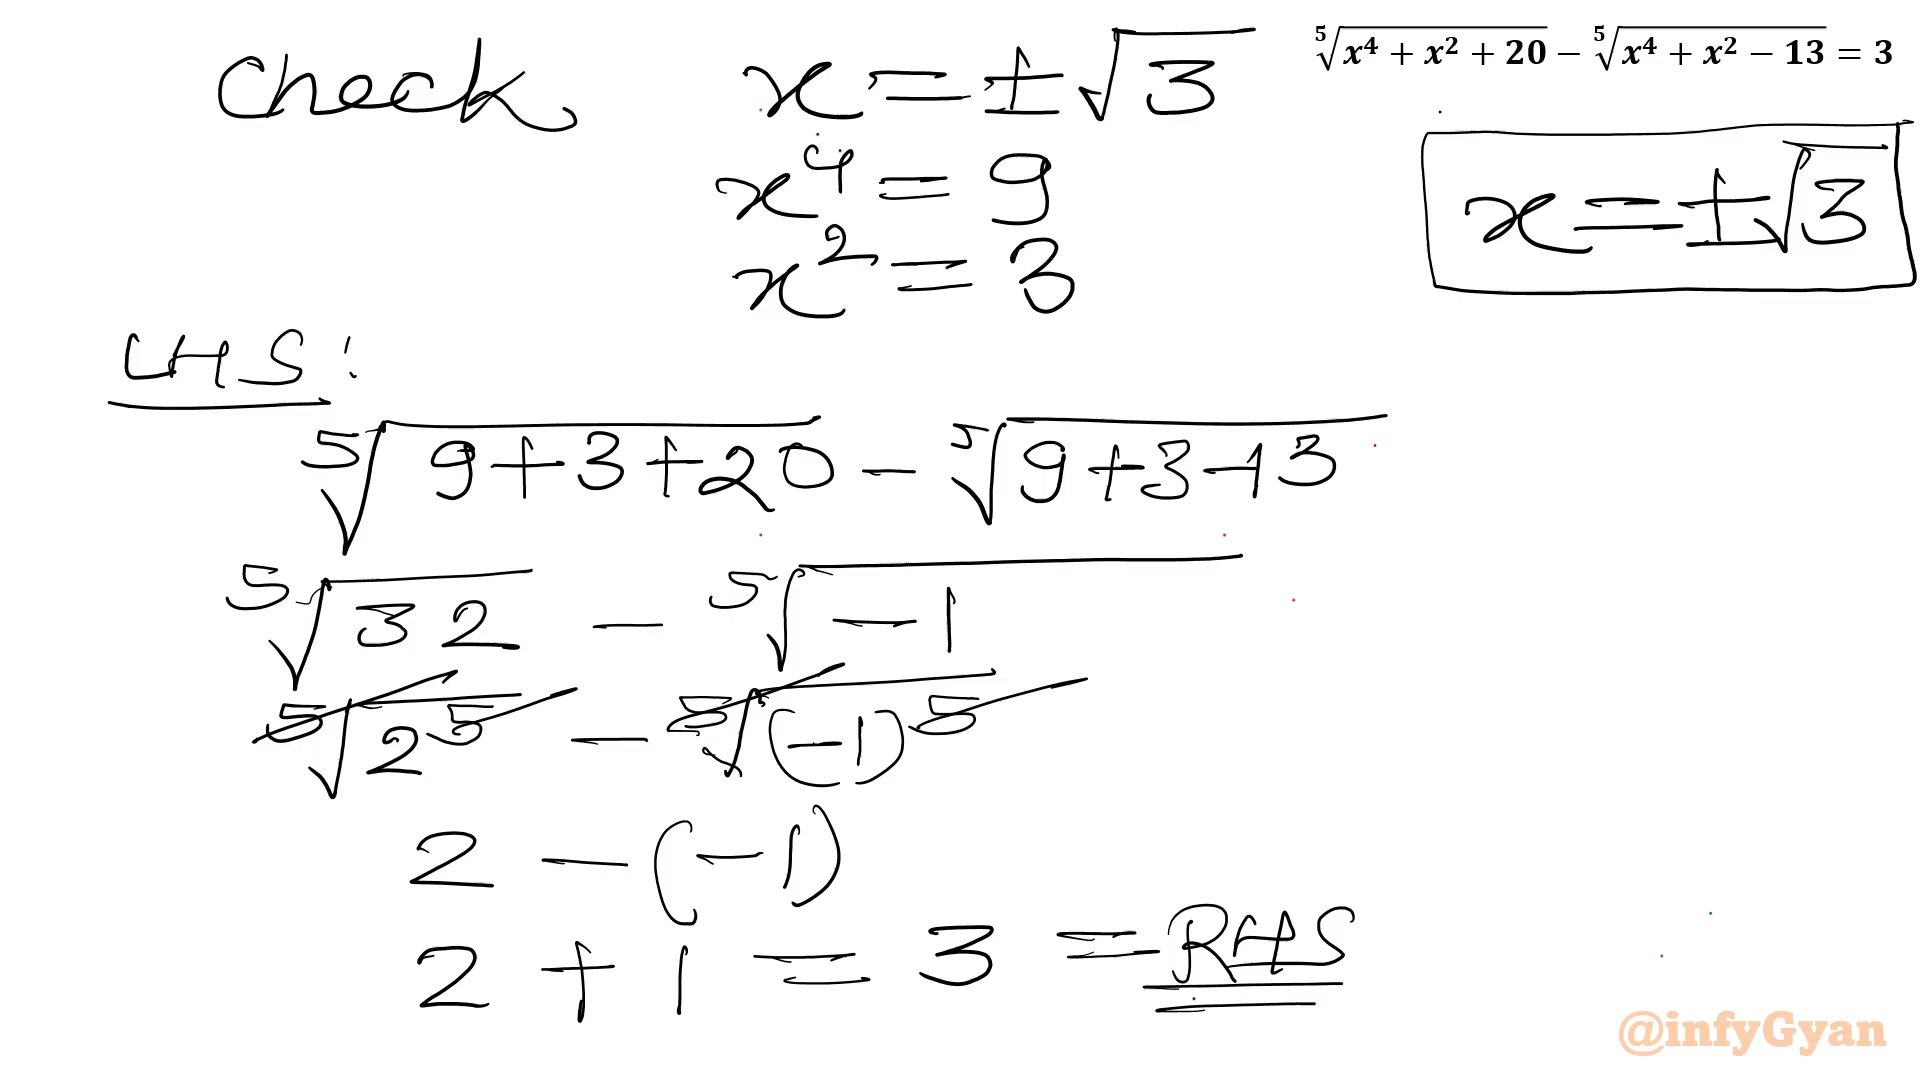 Check x = ±√3
⁵√(x⁴ + x² + 20) − ⁵√(x⁴ + x² − 13) = 3
x⁴ = 9
x = ±√3
x² = 3
LHS :
⁵√(9+3+20) − ⁵√(9+3−13)
⁵√32 − ⁵√−1
⁵√2⁵ − ⁵√(−1)⁵
2 − (−1)
2 + 1 = 3 = RHS
@infyGyan